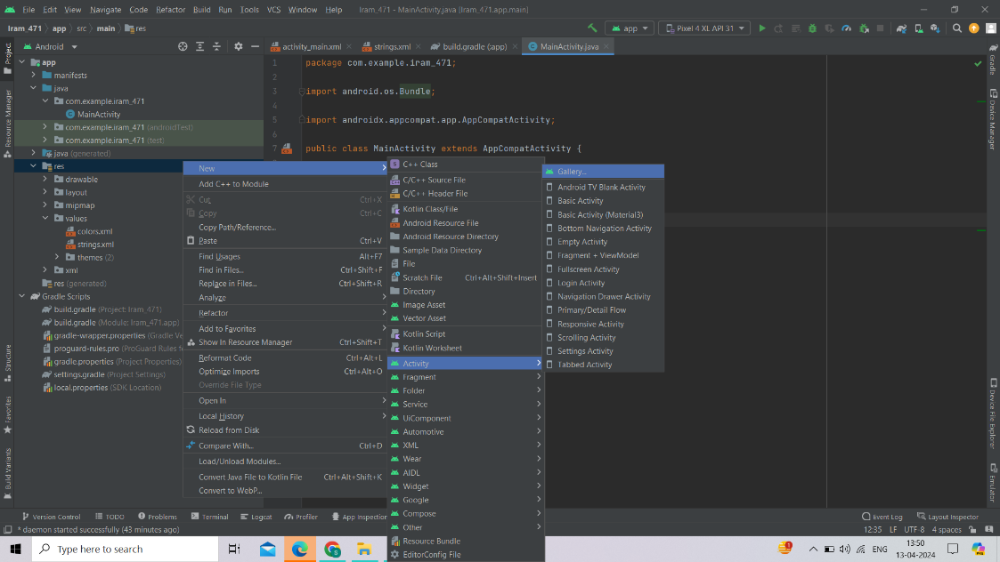 File Edit View Navigate Code Refactor Build Run Tools VCS Window Help Iram_471 - MainActivity.java [Iram_471.app.main]
Iram_471 app src main res
app Pixel 4 XL API 31
Android
activity_main.xml strings.xml build.gradle (app) MainActivity.java
Project
Resource Manager
Structure
Favorites
Build Variants
app
manifests
java
com.example.iram_471
MainActivity
com.example.iram_471 (androidTest)
com.example.iram_471 (test)
java (generated)
res
drawable
layout
mipmap
values
colors.xml
strings.xml
themes (2)
xml
res (generated)
Gradle Scripts
build.gradle (Project: Iram_471)
build.gradle (Module: Iram_471.app)
gradle-wrapper.properties (Gradle Ve
proguard-rules.pro (ProGuard Rules fo
gradle.properties (Project Properties)
settings.gradle (Project Settings)
local.properties (SDK Location)
1 package com.example.iram_471;
2
3 import android.os.Bundle;
4
5 import androidx.appcompat.app.AppCompatActivity;
6
7 public class MainActivity extends AppCompatActivity {
New
Add C++ to Module
Cut Ctrl+X
Copy Ctrl+C
Copy Path/Reference...
Paste Ctrl+V
Find Usages Alt+F7
Find in Files... Ctrl+Shift+F
Replace in Files... Ctrl+Shift+R
Analyze
Refactor
Add to Favorites
Show In Resource Manager Ctrl+Shift+T
Reformat Code Ctrl+Alt+L
Optimize Imports Ctrl+Alt+O
Override File Type
Open In
Local History
Reload from Disk
Compare With... Ctrl+D
Load/Unload Modules...
Convert Java File to Kotlin File Ctrl+Alt+Shift+K
Convert to WebP...
C++ Class
C/C++ Source File
C/C++ Header File
Kotlin Class/File
Android Resource File
Android Resource Directory
Sample Data Directory
File
Scratch File Ctrl+Alt+Shift+Insert
Directory
Image Asset
Vector Asset
Kotlin Script
Kotlin Worksheet
Activity
Fragment
Folder
Service
UiComponent
Automotive
XML
Wear
AIDL
Widget
Google
Compose
Other
Resource Bundle
EditorConfig File
Gallery...
Android TV Blank Activity
Basic Activity
Basic Activity (Material3)
Bottom Navigation Activity
Empty Activity
Fragment + ViewModel
Fullscreen Activity
Login Activity
Navigation Drawer Activity
Primary/Detail Flow
Responsive Activity
Scrolling Activity
Settings Activity
Tabbed Activity
Gradle
Device Manager
Device File Explorer
Emulator
Version Control TODO Problems Terminal Logcat Profiler App Inspection Event Log Layout Inspector
* daemon started successfully (43 minutes ago) 12:35 LF UTF-8 4 spaces
Type here to search
ENG
13:50
13-04-2024